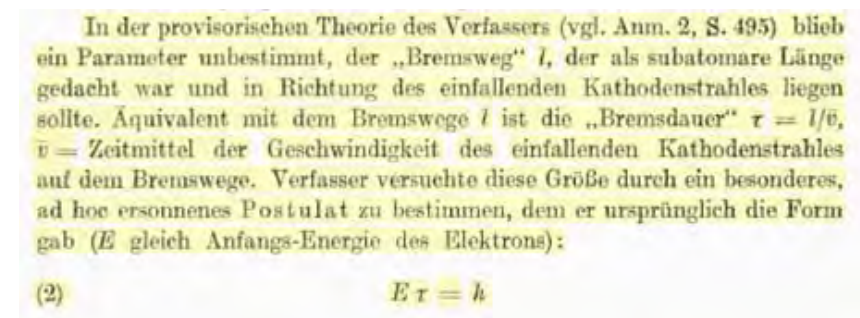 In der provisorischen Theorie des Verfassers (vgl. Anm. 2, S. 495) blieb
ein Parameter unbestimmt, der „Bremsweg“ l, der als subatomare Länge
gedacht war und in Richtung des einfallenden Kathodenstrahles liegen
sollte. Äquivalent mit dem Bremswege l ist die „Bremsdauer“ τ = l/v̄,
v̄ = Zeitmittel der Geschwindigkeit des einfallenden Kathodenstrahles
auf dem Bremswege. Verfasser versuchte diese Größe durch ein besonderes,
ad hoc ersonnenes Postulat zu bestimmen, dem er ursprünglich die Form
gab (E gleich Anfangs-Energie des Elektrons):
(2) E τ = h